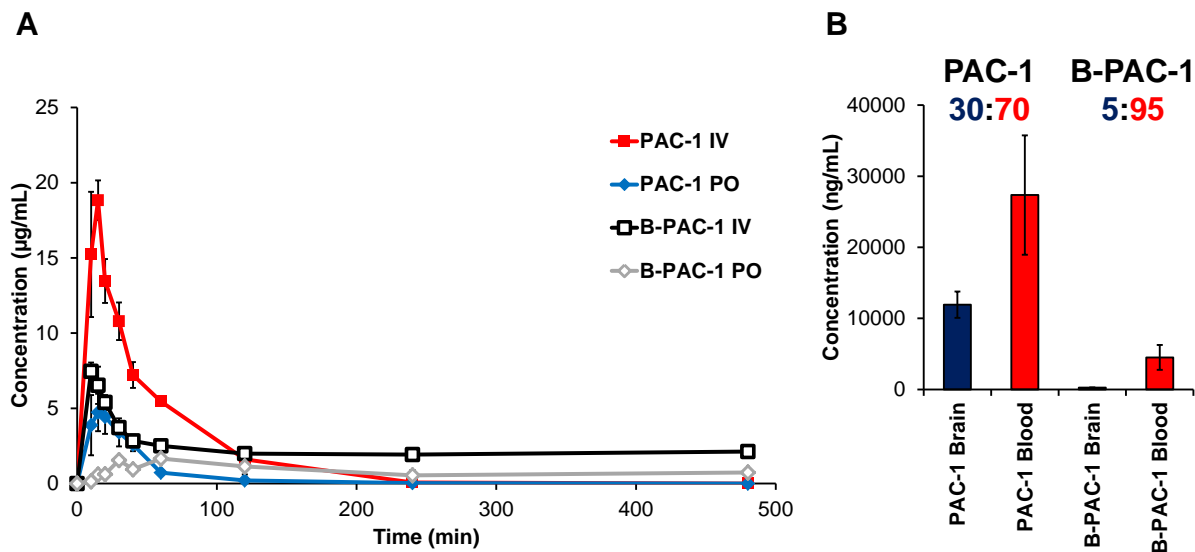 A
25
20
15
10
5
0
0
100
200
300
400
500
Concentration (µg/mL)
Time (min)
PAC-1 IV
PAC-1 PO
B-PAC-1 IV
B-PAC-1 PO
B
PAC-1 B-PAC-1
30:70 5:95
40000
30000
20000
10000
0
Concentration (ng/mL)
PAC-1 Brain
PAC-1 Blood
B-PAC-1 Brain
B-PAC-1 Blood